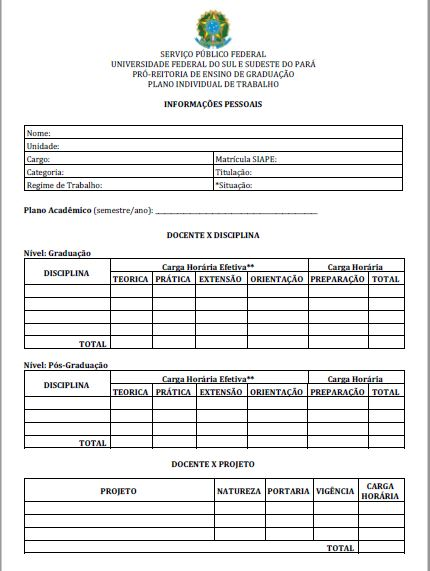 SERVIÇO PÚBLICO FEDERAL
UNIVERSIDADE FEDERAL DO SUL E SUDESTE DO PARÁ
PRÓ-REITORIA DE ENSINO DE GRADUAÇÃO
PLANO INDIVIDUAL DE TRABALHO
INFORMAÇÕES PESSOAIS
Nome:
Unidade:
Cargo: Matrícula SIAPE:
Categoria: Titulação:
Regime de Trabalho: *Situação:
Plano Acadêmico (semestre/ano): ______________________________
DOCENTE X DISCIPLINA
Nível: Graduação
DISCIPLINA Carga Horária Efetiva** Carga Horária
TEORICA PRÁTICA EXTENSÃO ORIENTAÇÃO PREPARAÇÃO TOTAL
TOTAL
Nível: Pós-Graduação
DISCIPLINA Carga Horária Efetiva** Carga Horária
TEORICA PRÁTICA EXTENSÃO ORIENTAÇÃO PREPARAÇÃO TOTAL
TOTAL
DOCENTE X PROJETO
PROJETO NATUREZA PORTARIA VIGÊNCIA CARGA HORÁRIA
TOTAL